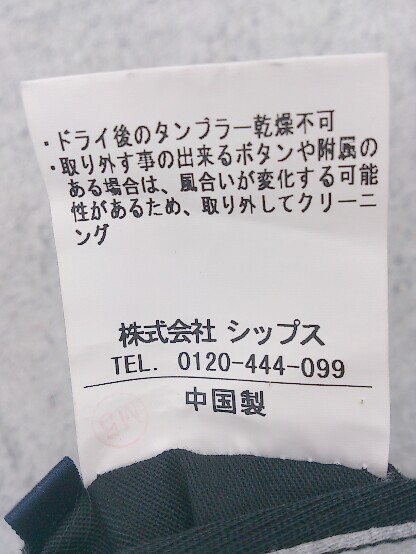 ・ドライ後のタンブラー乾燥不可
・取り外す事の出来るボタンや附属の
ある場合は、風合いが変化する可能
性があるため、取り外してクリーニ
ング
株式会社 シップス
TEL. 0120-444-099
中国製